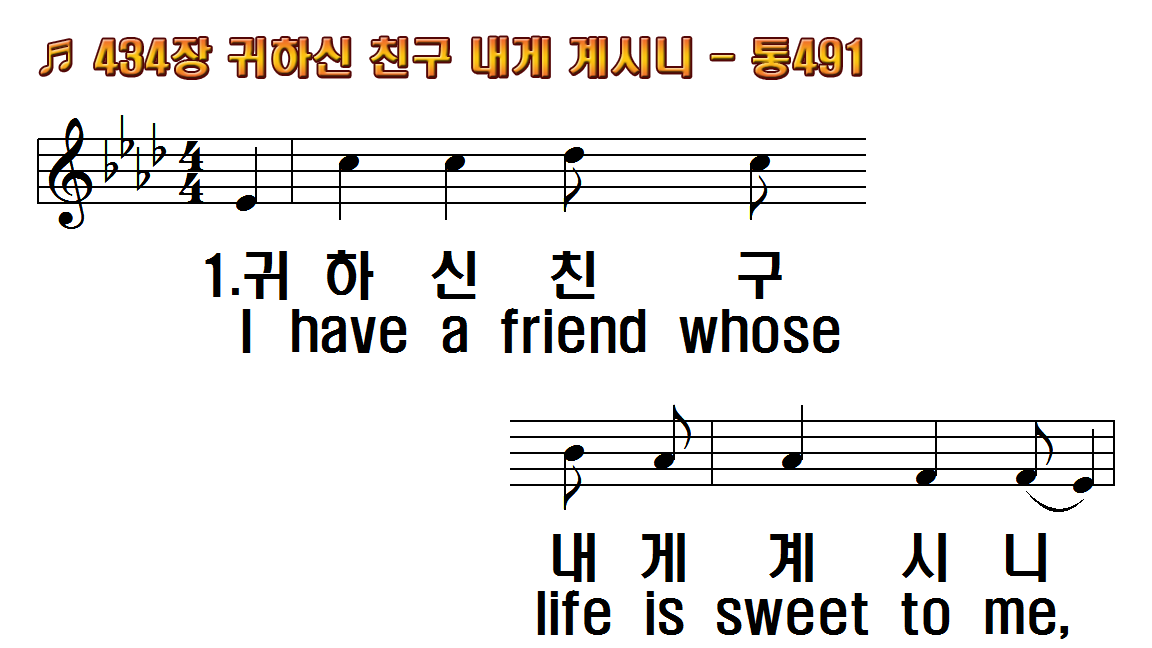 ♬ 434장 귀하신 친구 내게 계시니 - 통491
1.귀 하 신 친 구
I have a friend whose
내 게 계 시 니
life is sweet to me,